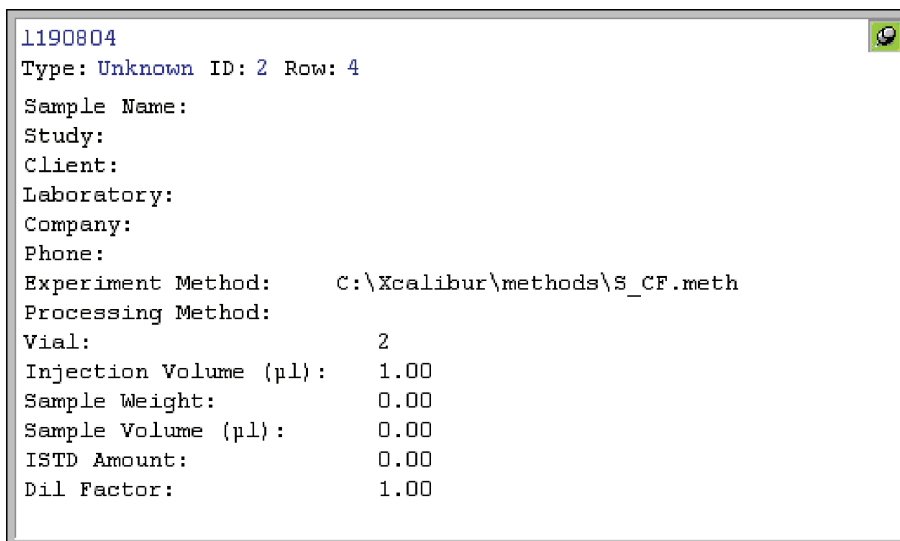 l190804
Type: Unknown ID: 2 Row: 4
Sample Name:
Study:
Client:
Laboratory:
Company:
Phone:
Experiment Method: C:\Xcalibur\methods\S_CF.meth
Processing Method:
Vial: 2
Injection Volume (µl): 1.00
Sample Weight: 0.00
Sample Volume (µl): 0.00
ISTD Amount: 0.00
Dil Factor: 1.00